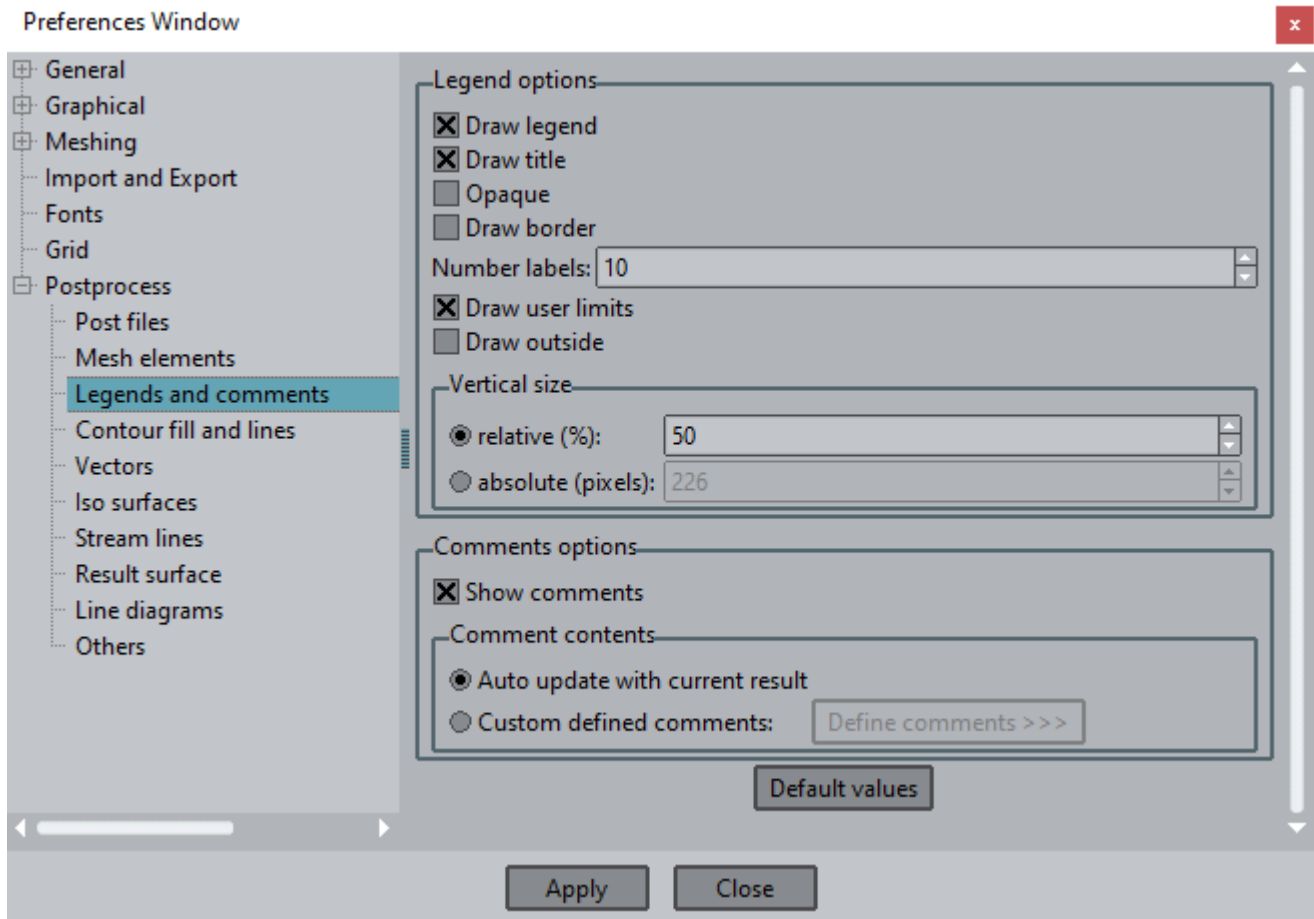 Preferences Window
x
General
Graphical
Meshing
Import and Export
Fonts
Grid
Postprocess
Post files
Mesh elements
Legends and comments
Contour fill and lines
Vectors
Iso surfaces
Stream lines
Result surface
Line diagrams
Others
Legend options
Draw legend
Draw title
Opaque
Draw border
Number labels: 10
Draw user limits
Draw outside
Vertical size
relative (%): 50
absolute (pixels): 226
Comments options
Show comments
Comment contents
Auto update with current result
Custom defined comments: Define comments >>>
Default values
Apply Close